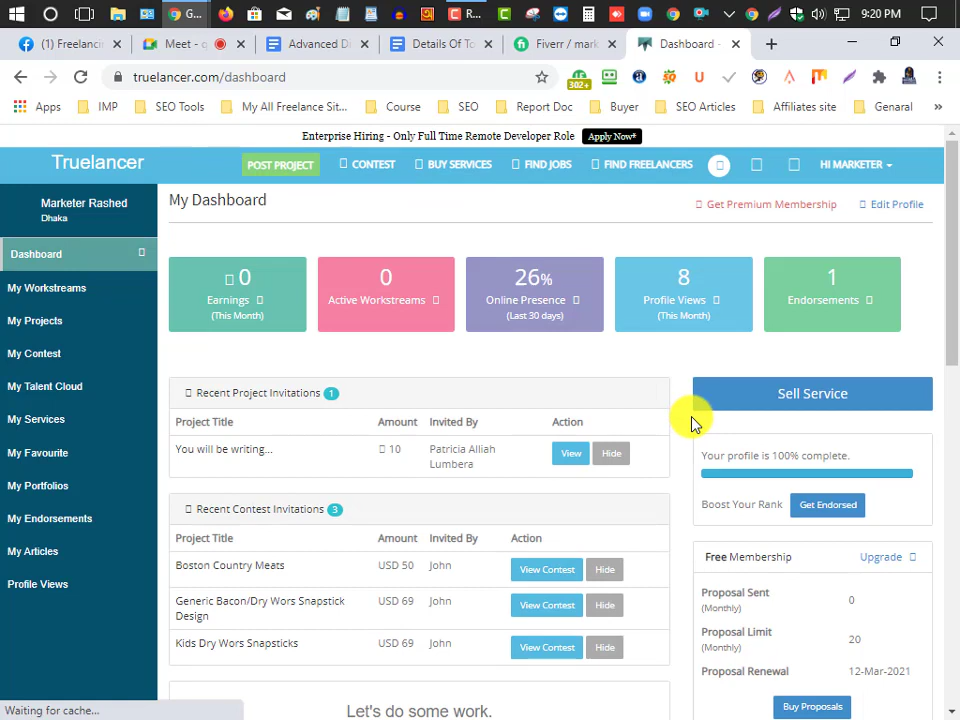 9:20 PM
G...
R...
(1) Freelancin
Meet - q
Advanced D
Details Of To
Fiverr / mark
Dashboard -
truelancer.com/dashboard
302+
Apps
IMP
SEO Tools
My All Freelance Sit...
Course
SEO
Report Doc
Buyer
SEO Articles
Affiliates site
Genaral
»
Enterprise Hiring - Only Full Time Remote Developer Role Apply Now*
Truelancer
POST PROJECT
CONTEST
BUY SERVICES
FIND JOBS
FIND FREELANCERS
HI MARKETER
Marketer Rashed
Dhaka
Dashboard
My Workstreams
My Projects
My Contest
My Talent Cloud
My Services
My Favourite
My Portfolios
My Endorsements
My Articles
Profile Views
My Dashboard
Get Premium Membership
Edit Profile
0
Earnings
(This Month)
0
Active Workstreams
26%
Online Presence
(Last 30 days)
8
Profile Views
(This Month)
1
Endorsements
Recent Project Invitations 1
Project Title Amount Invited By Action
You will be writing... 10 Patricia Alliah View Hide
Lumbera
Recent Contest Invitations 3
Project Title Amount Invited By Action
Boston Country Meats USD 50 John View Contest Hide
Generic Bacon/Dry Wors Snapstick USD 69 John View Contest Hide
Design
Kids Dry Wors Snapsticks USD 69 John View Contest Hide
Let's do some work.
Sell Service
Your profile is 100% complete.
Boost Your Rank Get Endorsed
Free Membership Upgrade
Proposal Sent 0
(Monthly)
Proposal Limit 20
(Monthly)
Proposal Renewal 12-Mar-2021
Buy Proposals
Waiting for cache...